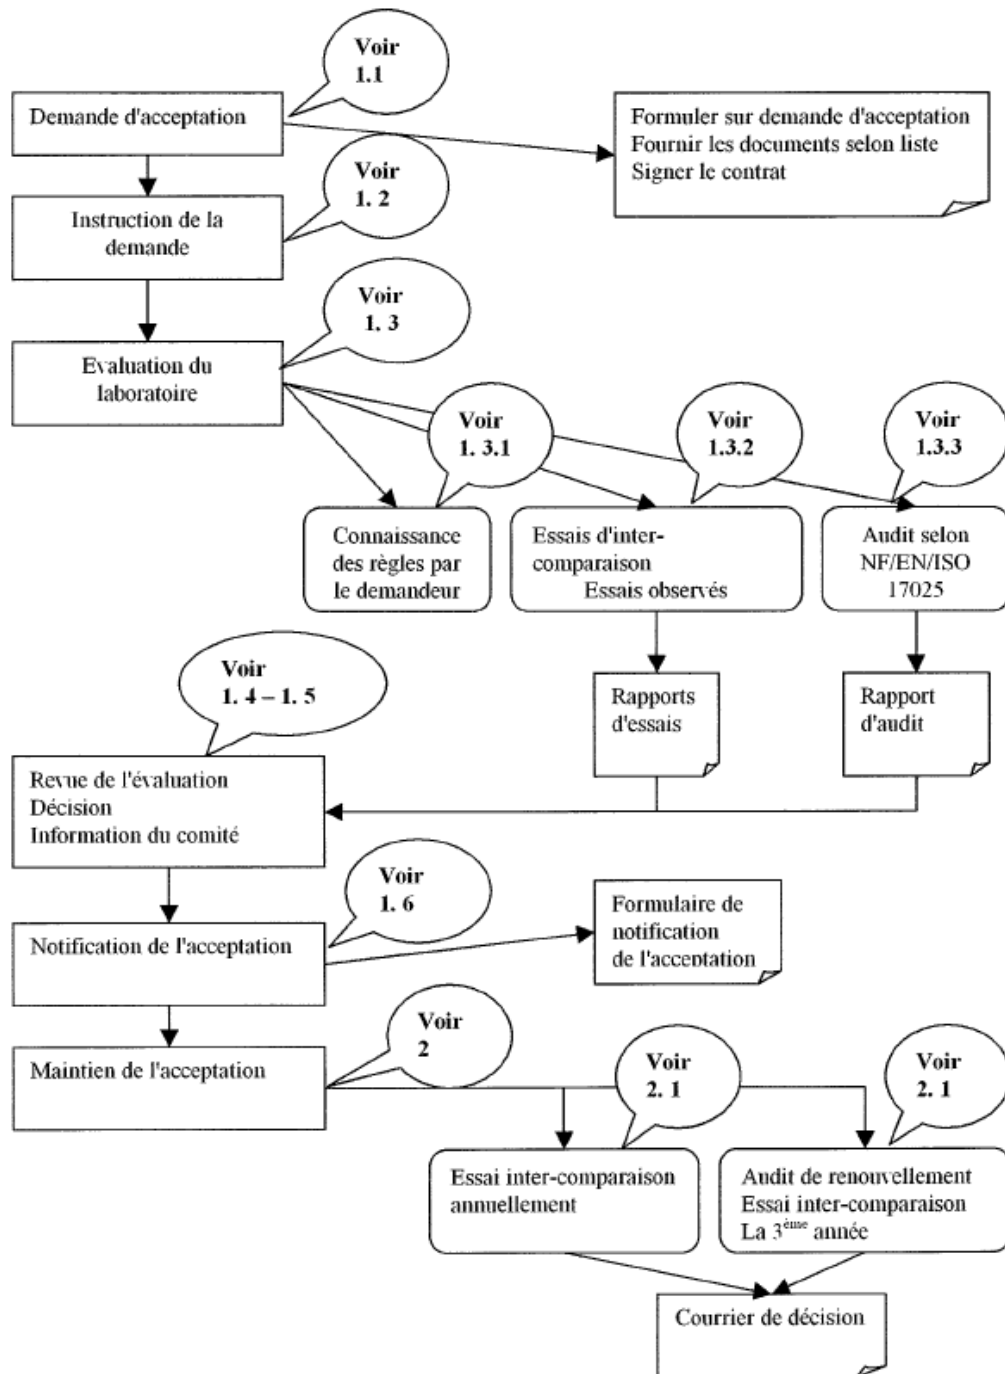 Voir
1.1
Demande d'acceptation
Formuler sur demande d'acceptation
Fournir les documents selon liste
Signer le contrat
Voir
1. 2
Instruction de la
demande
Voir
1. 3
Evaluation du
laboratoire
Voir
1. 3.1
Voir
1.3.2
Voir
1.3.3
Connaissance
des règles par
le demandeur
Essais d'inter-
comparaison
Essais observés
Audit selon
NF/EN/ISO
17025
Voir
1. 4 – 1. 5
Rapports
d'essais
Rapport
d'audit
Revue de l'évaluation
Décision
Information du comité
Voir
1. 6
Notification de l'acceptation
Formulaire de
notification
de l'acceptation
Voir
2
Maintien de l'acceptation
Voir
2. 1
Voir
2. 1
Essai inter-comparaison
annuellement
Audit de renouvellement
Essai inter-comparaison
La 3ème année
Courrier de décision